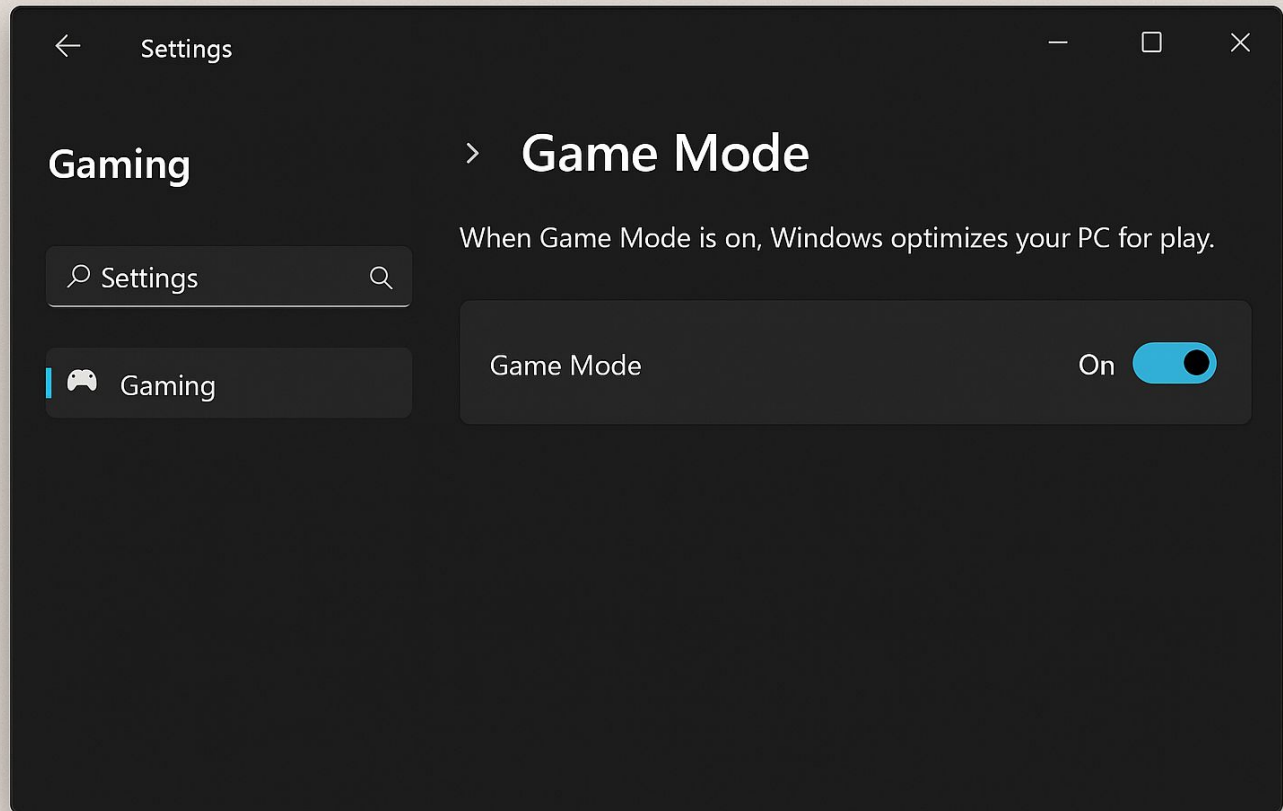 Settings
Gaming
Settings
Gaming
Game Mode
When Game Mode is on, Windows optimizes your PC for play.
Game Mode On